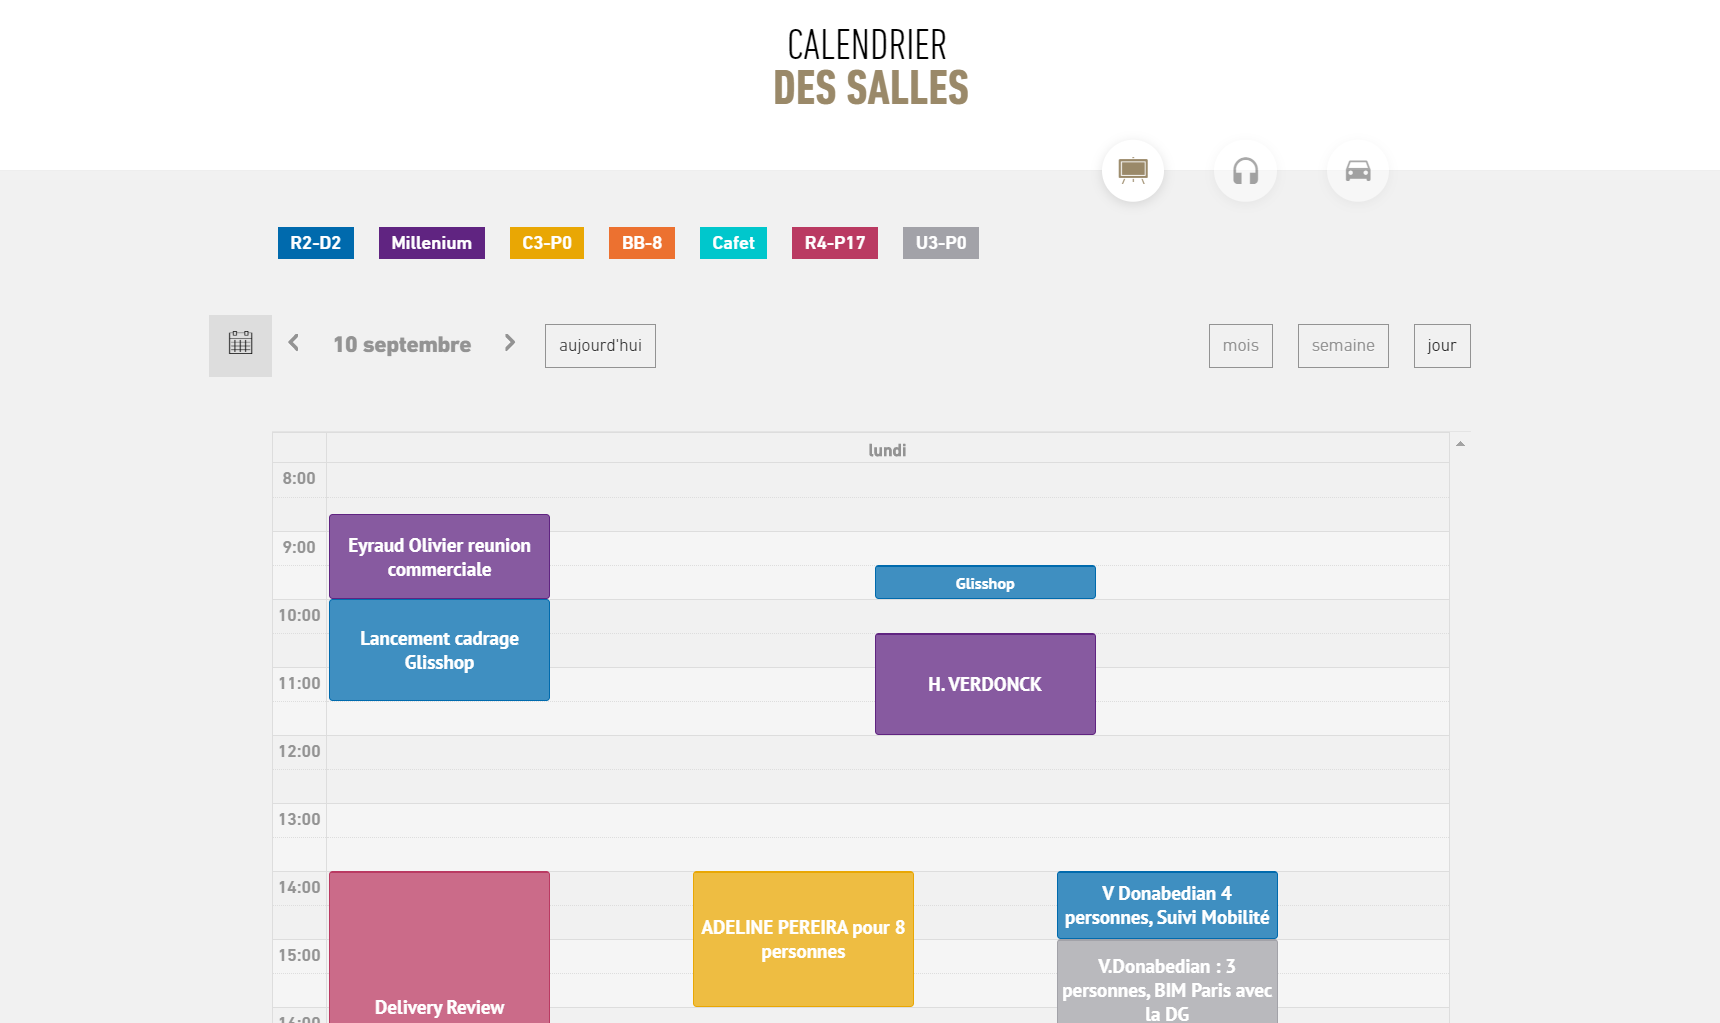 CALENDRIER
DES SALLES
R2-D2
Millenium
C3-P0
BB-8
Cafet
R4-P17
U3-P0
10 septembre
aujourd'hui
mois
semaine
jour
lundi
8:00
9:00
Eyraud Olivier reunion
commerciale
Glisshop
10:00
Lancement cadrage
Glisshop
11:00
H. VERDONCK
12:00
13:00
14:00
V Donabedian 4
personnes, Suivi Mobilité
ADELINE PEREIRA pour 8
personnes
15:00
V.Donabedian : 3
personnes, BIM Paris avec
la DG
Delivery Review
16:00